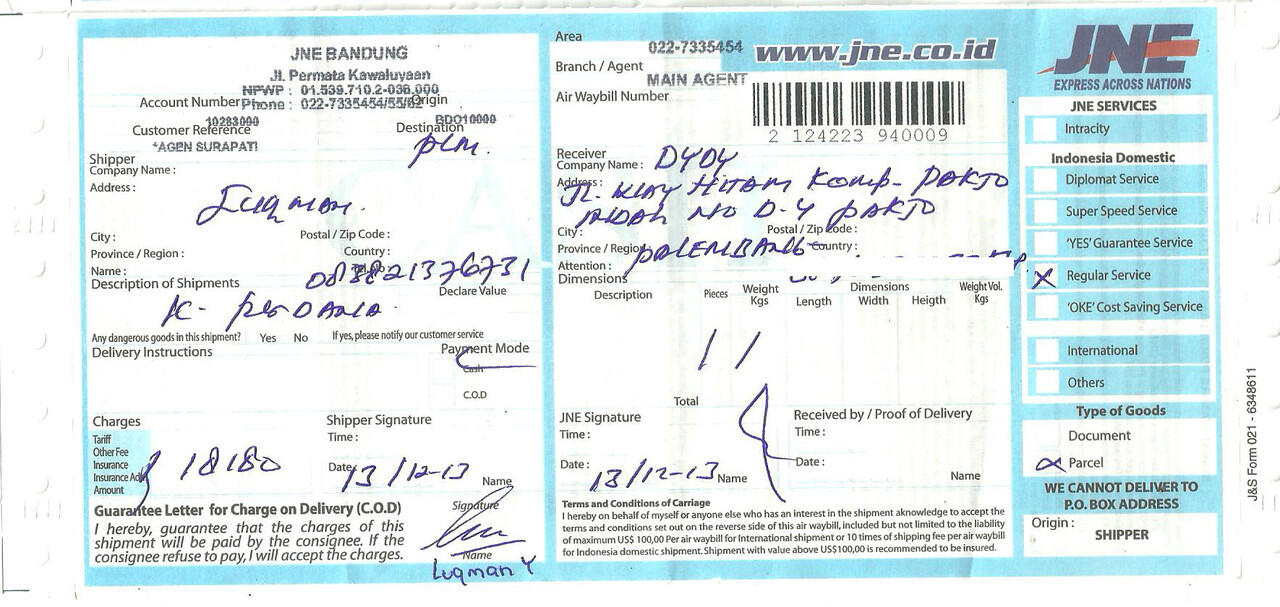 JNE BANDUNG
Jl. Permata Kawaluyaan
NPWP : 01.539.710.2-036.000
Account Number Phone : 022-7335454/55/52 Origin
10283000 BDO10000
Customer Reference Destination
*AGEN SURAPATI PLM.
Shipper
Company Name :
Address :
Luqman.
City : Postal / Zip Code :
Province / Region : Country :
Name : 083821376731
Description of Shipments Declare Value
Any dangerous goods in this shipment? Yes No If yes, please notify our customer service
Delivery Instructions Payment Mode
Cash
C.O.D
Charges Shipper Signature
Tariff Time :
Other Fee
Insurance 18180 Date 13/12-13
Insurance Ad
Amount Name
Guarantee Letter for Charge on Delivery (C.O.D) Signature
I hereby, guarantee that the charges of this
shipment will be paid by the consignee. If the
consignee refuse to pay, I will accept the charges. Name
Luqman Y
Area 022-7335454 www.jne.co.id
Branch / Agent MAIN AGENT
Air Waybill Number
2 124223 940009
Receiver
Company Name : DYDY
Address : Jl. WAY HITAM Komp- PAKJO
INDAH NO D-4 PAKJO
City : Postal / Zip Code :
Province / Region PALEMBANG Country :
Attention :
Dimensions
Description Pieces Weight Kgs Dimensions Length Width Heigth Weight Vol. Kgs
1 1
Total
JNE Signature Received by / Proof of Delivery
Time : Time :
Date : 13/12-13 Name Date : Name
Terms and Conditions of Carriage
I hereby on behalf of myself or anyone else who has an interest in the shipment aknowledge to accept the
terms and conditions set out on the reverse side of this air waybill, included but not limited to the liability
of maximum US$ 100,00 Per air waybill for International shipment or 10 times of shipping fee per air waybill
for Indonesia domestic shipment. Shipment with value above US$100,00 is recommended to be insured.
JNE
EXPRESS ACROSS NATIONS
JNE SERVICES
Intracity
Indonesia Domestic
Diplomat Service
Super Speed Service
'YES' Guarantee Service
X Regular Service
'OKE' Cost Saving Service
International
Others
Type of Goods
Document
X Parcel
WE CANNOT DELIVER TO
P.O. BOX ADDRESS
Origin :
SHIPPER
J&S Form 021 - 6348611